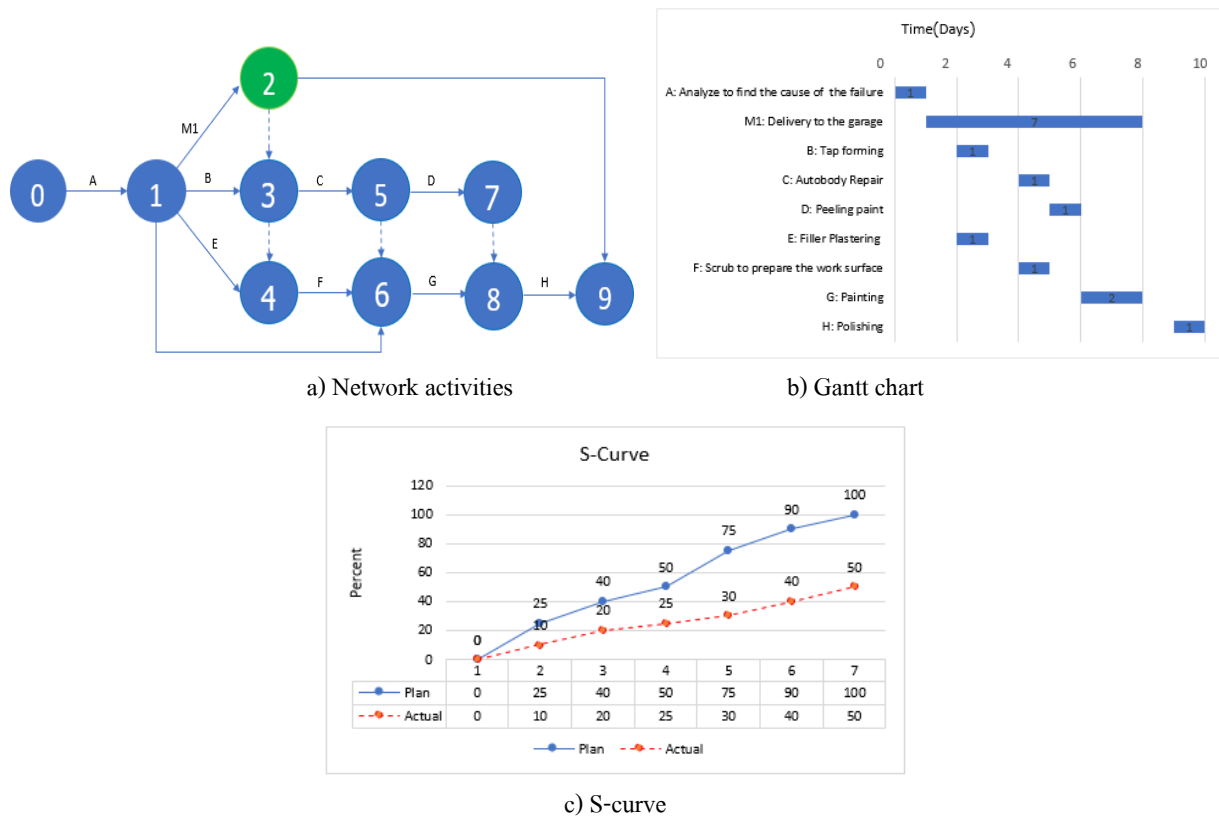 2
M1
0
A
1
B
3
C
5
D
7
E
4
F
6
G
8
H
9
a) Network activities
Time(Days)
0 2 4 6 8 10
A: Analyze to find the cause of the failure 1
M1: Delivery to the garage 7
B: Tap forming 1
C: Autobody Repair 1
D: Peeling paint 1
E: Filler Plastering 1
F: Scrub to prepare the work surface 1
G: Painting 2
H: Polishing 1
b) Gantt chart
S-Curve
Percent
120
100
80
60
40
20
0
0 25 40 50 75 90 100
0 10 20 25 30 40 50
1 2 3 4 5 6 7
Plan 0 25 40 50 75 90 100
Actual 0 10 20 25 30 40 50
Plan Actual
c) S-curve